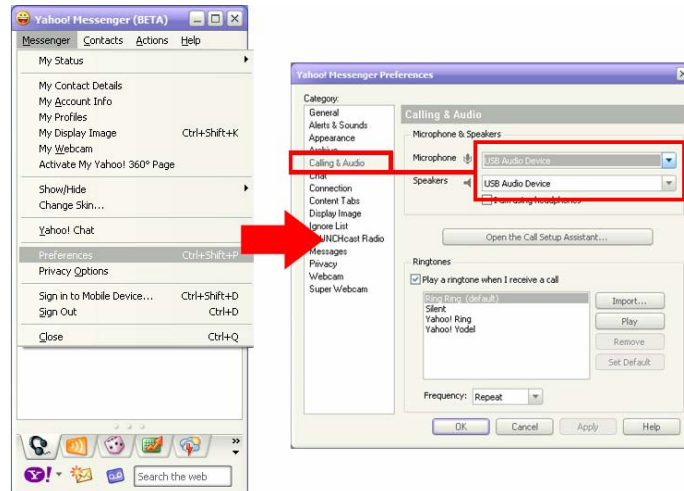 Yahoo! Messenger (BETA)
Messenger Contacts Actions Help
My Status
My Contact Details
My Account Info
My Profiles
My Display Image Ctrl+Shift+K
My Webcam
Activate My Yahoo! 360° Page
Show/Hide
Change Skin...
Yahoo! Chat
Preferences Ctrl+Shift+P
Privacy Options
Sign in to Mobile Device... Ctrl+Shift+D
Sign Out Ctrl+D
Close Ctrl+Q
Y!
Search the web
Yahoo! Messenger Preferences
Category:
General
Alerts & Sounds
Appearance
Archive
Calling & Audio
Chat
Connection
Content Tabs
Display Image
Ignore List
LAUNCHcast Radio
Messages
Privacy
Webcam
Super Webcam
Calling & Audio
Microphone & Speakers
Microphone USB Audio Device
Speakers USB Audio Device
I am using headphones
Open the Call Setup Assistant...
Ringtones
Play a ringtone when I receive a call
Ring Ring (default)
Silent
Yahoo! Ring
Yahoo! Yodel
Import...
Play
Remove
Set Default
Frequency: Repeat
OK Cancel Apply Help